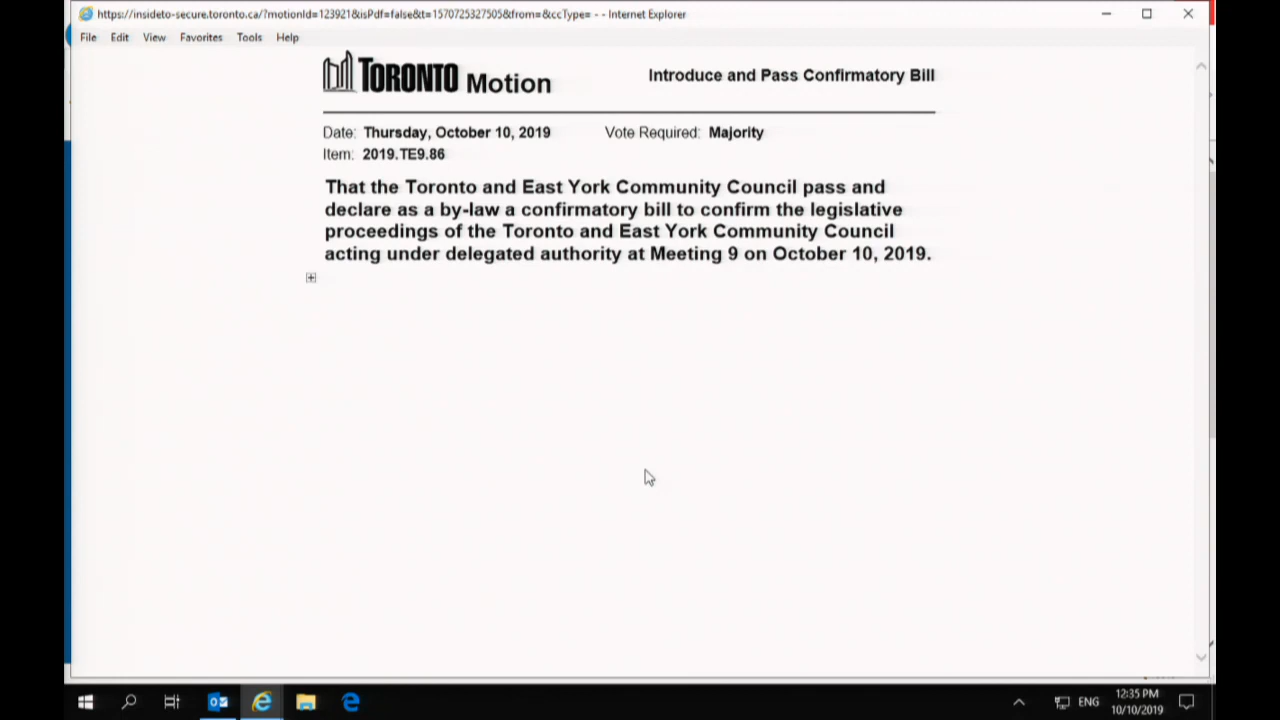 https://insideto-secure.toronto.ca/?motionId=123921&isPdf=false&t=1570725327505&from=&ccType= - - Internet Explorer
File Edit View Favorites Tools Help
TORONTO Motion
Introduce and Pass Confirmatory Bill
Date: Thursday, October 10, 2019 Vote Required: Majority
Item: 2019.TE9.86
That the Toronto and East York Community Council pass and
declare as a by-law a confirmatory bill to confirm the legislative
proceedings of the Toronto and East York Community Council
acting under delegated authority at Meeting 9 on October 10, 2019.
ENG
12:35 PM
10/10/2019